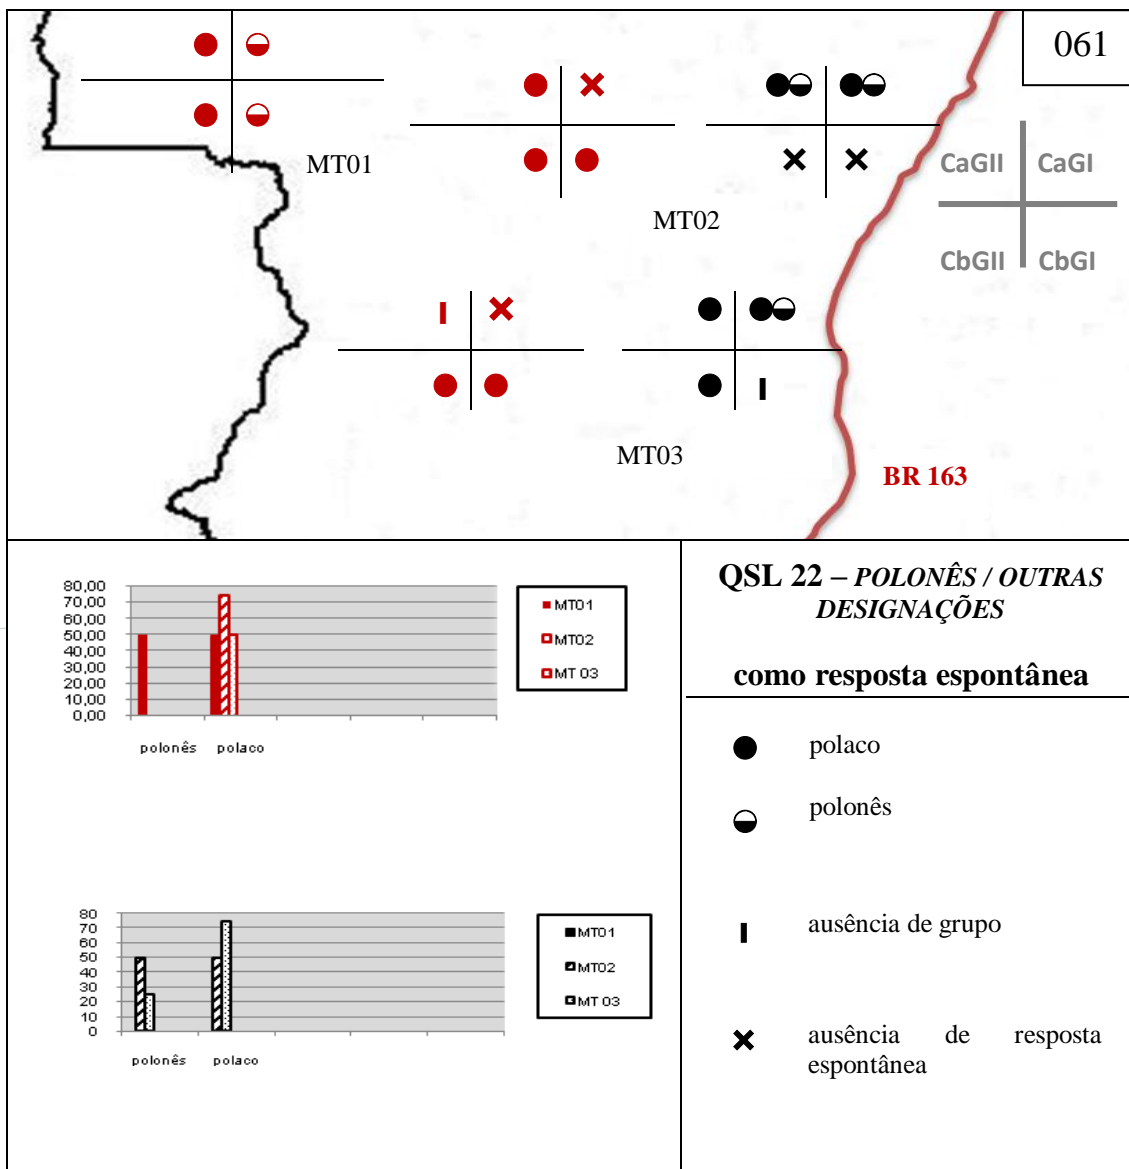 061
MT01
CaGII
CaGI
MT02
CbGII
CbGI
MT03
BR 163
80,00
70,00
60,00
50,00
40,00
30,00
20,00
10,00
0,00
polonês
polaco
MT01
MT02
MT 03
80
70
60
50
40
30
20
10
0
polonês
polaco
MT01
MT02
MT 03
QSL 22 – POLONÊS / OUTRAS
DESIGNAÇÕES
como resposta espontânea
polaco
polonês
ausência de grupo
ausência de resposta
espontânea